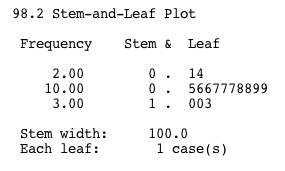 98.2 Stem-and-Leaf Plot
Frequency Stem & Leaf
2.00 0 . 14
10.00 0 . 5667778899
3.00 1 . 003
Stem width: 100.0
Each leaf: 1 case(s)